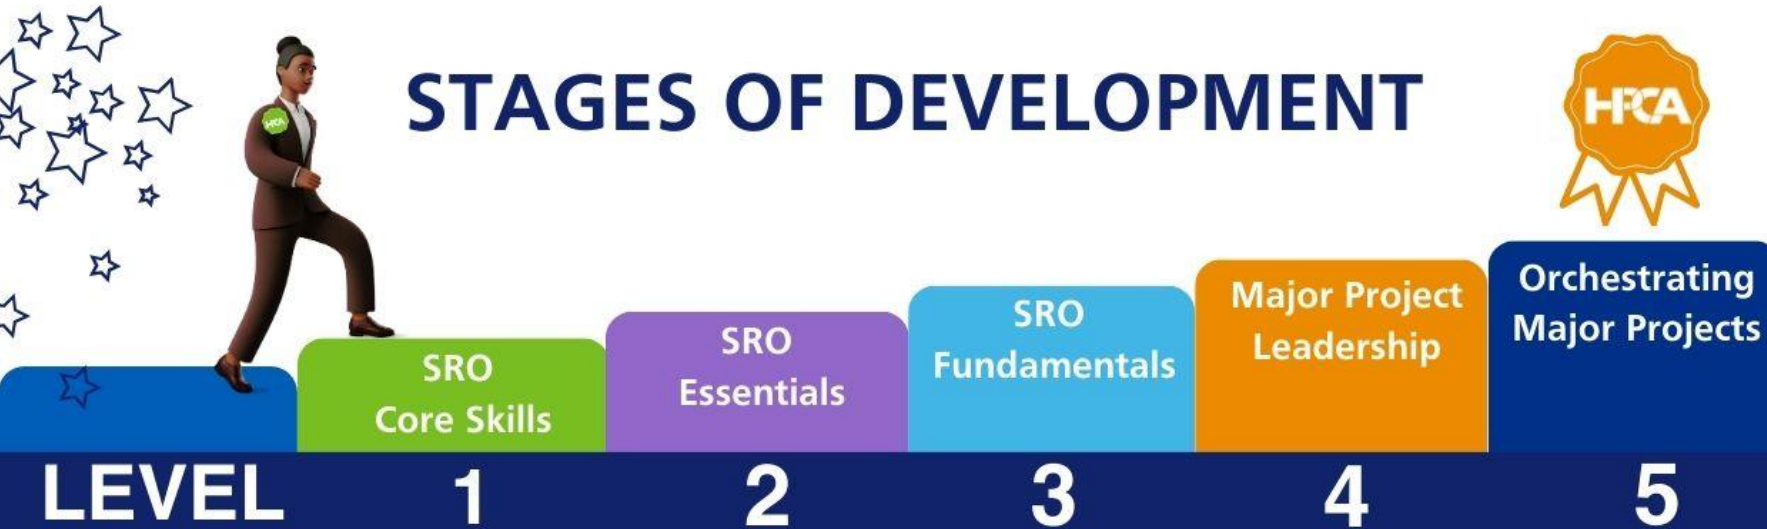 STAGES OF DEVELOPMENT
HPCA
HPCA
SRO
Core Skills
SRO
Essentials
SRO
Fundamentals
Major Project
Leadership
Orchestrating
Major Projects
LEVEL 1 2 3 4 5